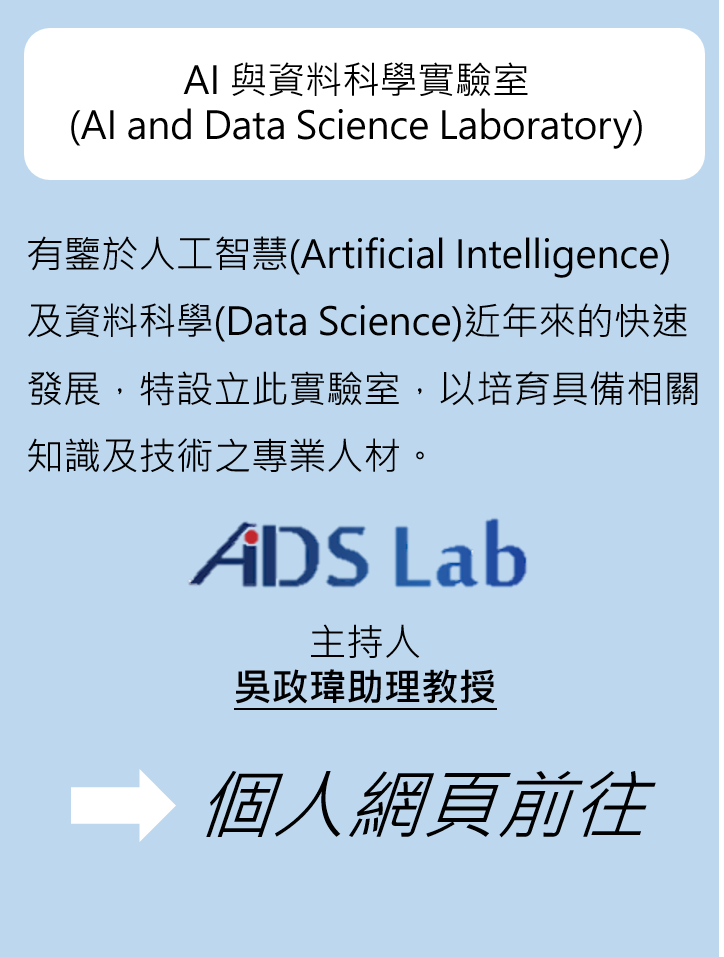 AI 與資料科學實驗室
(AI and Data Science Laboratory)
有鑒於人工智慧(Artificial Intelligence)
及資料科學(Data Science)近年來的快速
發展，特設立此實驗室，以培育具備相關
知識及技術之專業人材。
AIDS Lab
主持人
吳政瑋助理教授
個人網頁前往